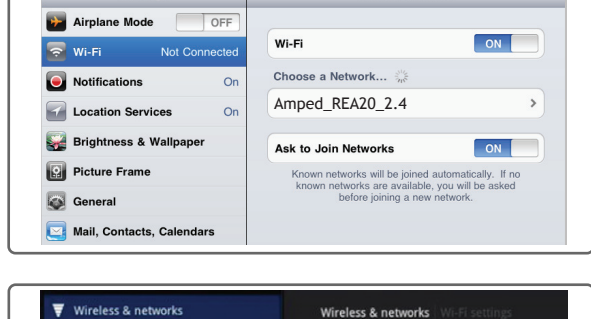 Airplane Mode OFF
Wi-Fi Not Connected
Notifications On
Location Services On
Brightness & Wallpaper
Picture Frame
General
Mail, Contacts, Calendars
Wi-Fi ON
Choose a Network...
Amped_REA20_2.4
Ask to Join Networks ON
Known networks will be joined automatically. If no
known networks are available, you will be asked
before joining a new network.
Wireless & networks
Wireless & networks Wi-Fi settings